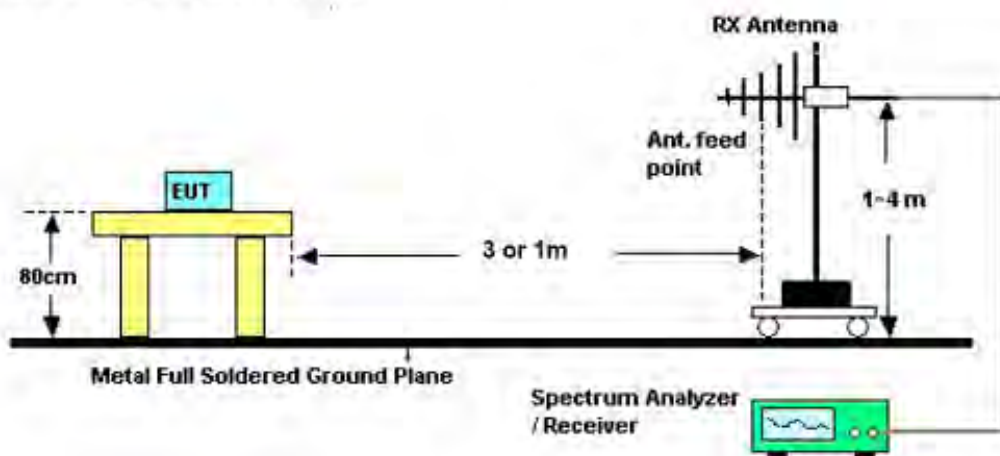 RX Antenna
Ant. feed
point
EUT
1~4 m
3 or 1m
80cm
Metal Full Soldered Ground Plane
Spectrum Analyzer
/ Receiver